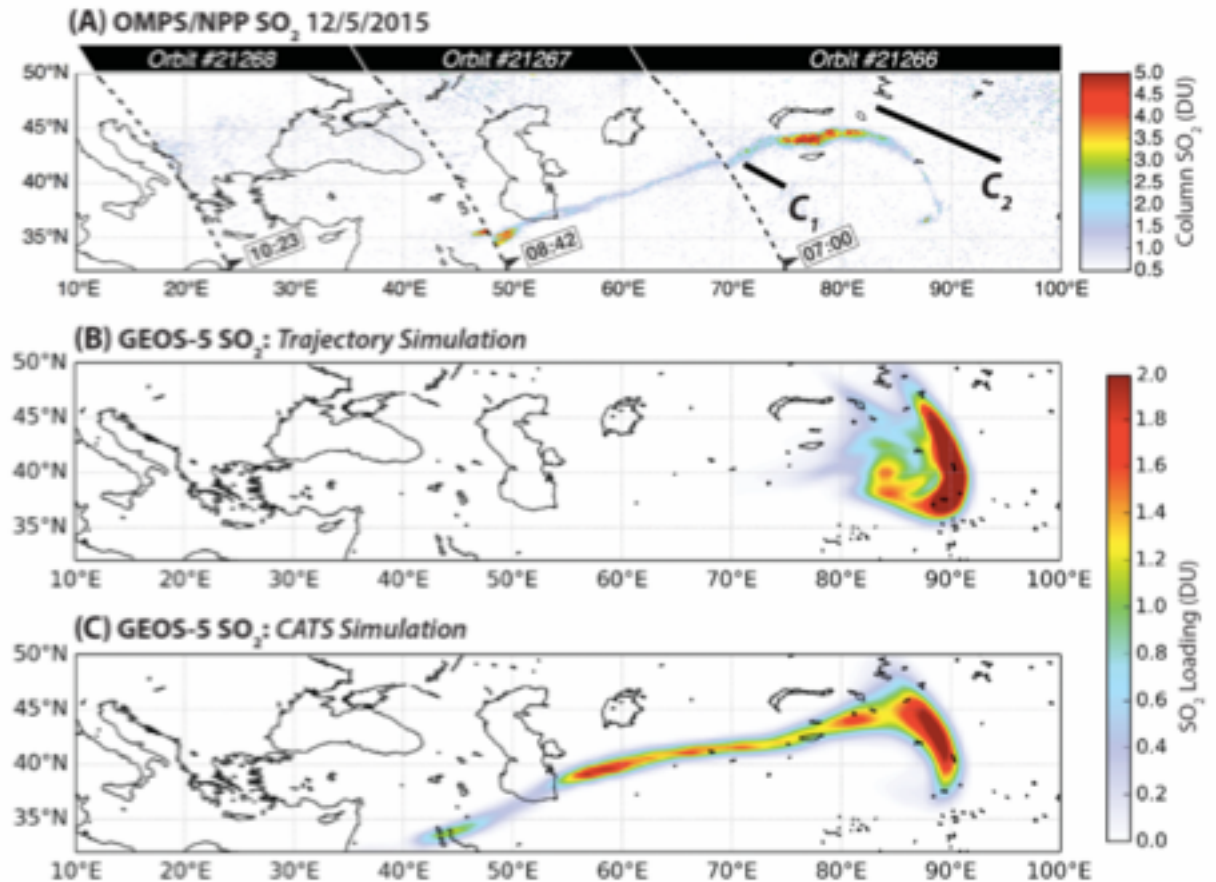 (A) OMPS/NPP SO₂ 12/5/2015
Orbit #21268 Orbit #21267 Orbit #21266
50°N
45°N
40°N
35°N
C₁
C₂
10:23
08:42
07:00
10°E 20°E 30°E 40°E 50°E 60°E 70°E 80°E 90°E 100°E
5.0
4.5
4.0
3.5
3.0
2.5
2.0
1.5
1.0
0.5
Column SO₂ (DU)
(B) GEOS-5 SO₂: Trajectory Simulation
50°N
45°N
40°N
35°N
10°E 20°E 30°E 40°E 50°E 60°E 70°E 80°E 90°E 100°E
(C) GEOS-5 SO₂: CATS Simulation
50°N
45°N
40°N
35°N
10°E 20°E 30°E 40°E 50°E 60°E 70°E 80°E 90°E 100°E
2.0
1.8
1.6
1.4
1.2
1.0
0.8
0.6
0.4
0.2
0.0
SO₂ Loading (DU)